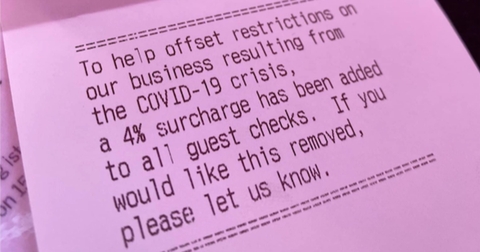 To help offset restrictions on
our business resulting from
the COVID-19 crisis,
a 4% surcharge has been added
to all guest checks. If you
would like this removed,
please let us know.